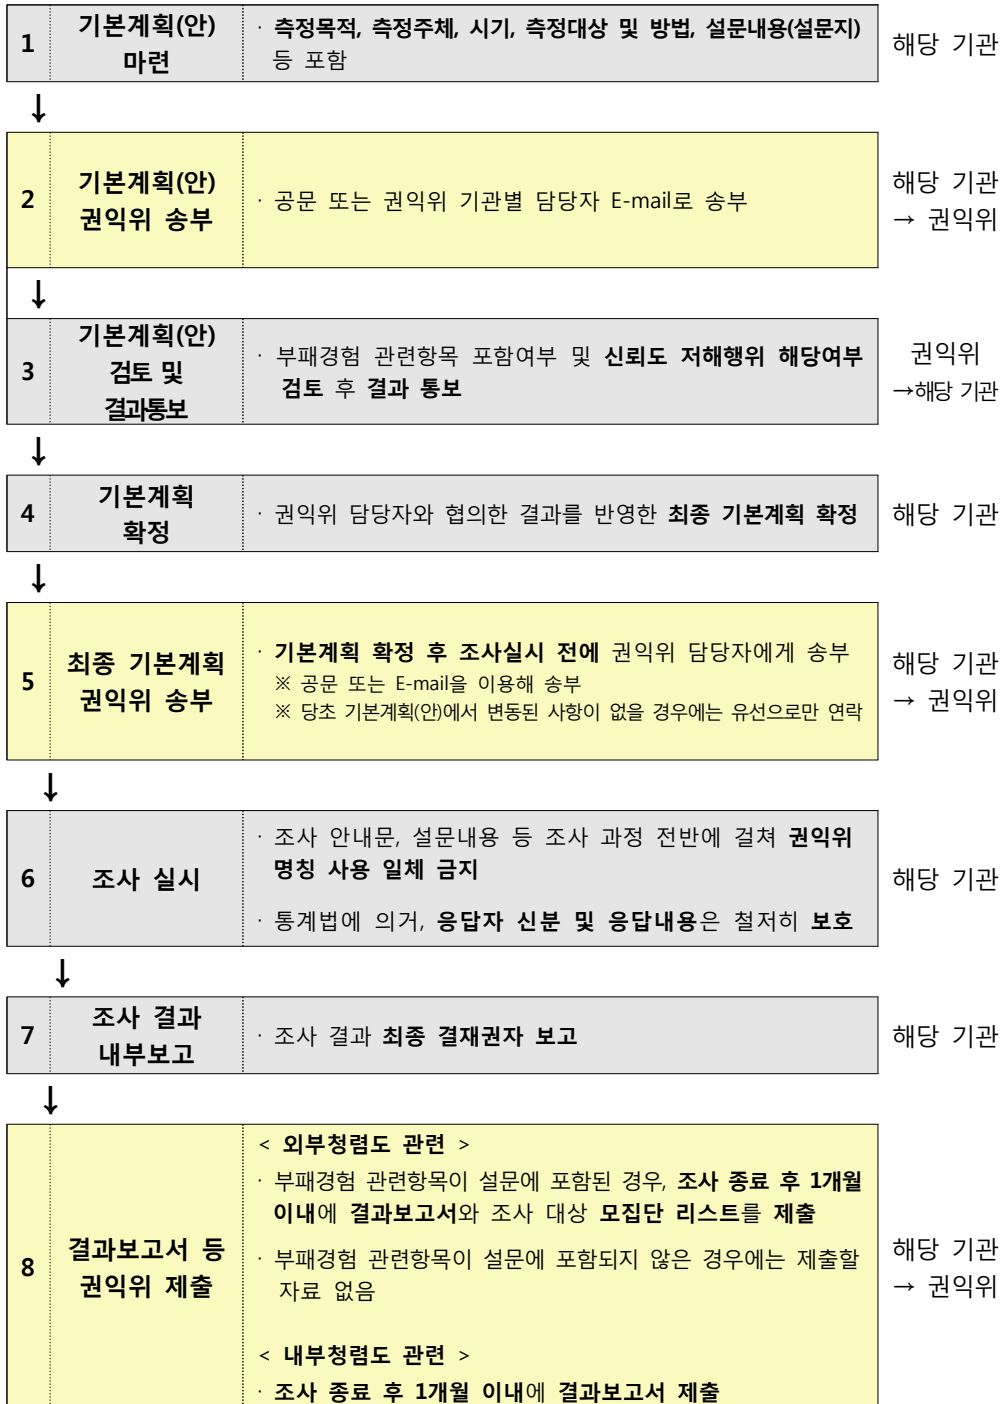 1
기본계획(안)
마련
· 측정목적, 측정주체, 시기, 측정대상 및 방법, 설문내용(설문지)
등 포함
해당 기관
↓
2
기본계획(안)
권익위 송부
· 공문 또는 권익위 기관별 담당자 E-mail로 송부
해당 기관
→ 권익위
↓
3
기본계획(안)
검토 및
결과통보
· 부패경험 관련항목 포함여부 및 신뢰도 저해행위 해당여부
검토 후 결과 통보
권익위
→해당 기관
↓
4
기본계획
확정
· 권익위 담당자와 협의한 결과를 반영한 최종 기본계획 확정
해당 기관
↓
5
최종 기본계획
권익위 송부
· 기본계획 확정 후 조사실시 전에 권익위 담당자에게 송부
※ 공문 또는 E-mail을 이용해 송부
※ 당초 기본계획(안)에서 변동된 사항이 없을 경우에는 유선으로만 연락
해당 기관
→ 권익위
↓
6
조사 실시
· 조사 안내문, 설문내용 등 조사 과정 전반에 걸쳐 권익위
명칭 사용 일체 금지
· 통계법에 의거, 응답자 신분 및 응답내용은 철저히 보호
해당 기관
↓
7
조사 결과
내부보고
· 조사 결과 최종 결재권자 보고
해당 기관
↓
8
결과보고서 등
권익위 제출
< 외부청렴도 관련 >
· 부패경험 관련항목이 설문에 포함된 경우, 조사 종료 후 1개월
이내에 결과보고서와 조사 대상 모집단 리스트를 제출
· 부패경험 관련항목이 설문에 포함되지 않은 경우에는 제출할
자료 없음
< 내부청렴도 관련 >
· 조사 종료 후 1개월 이내에 결과보고서 제출
해당 기관
→ 권익위